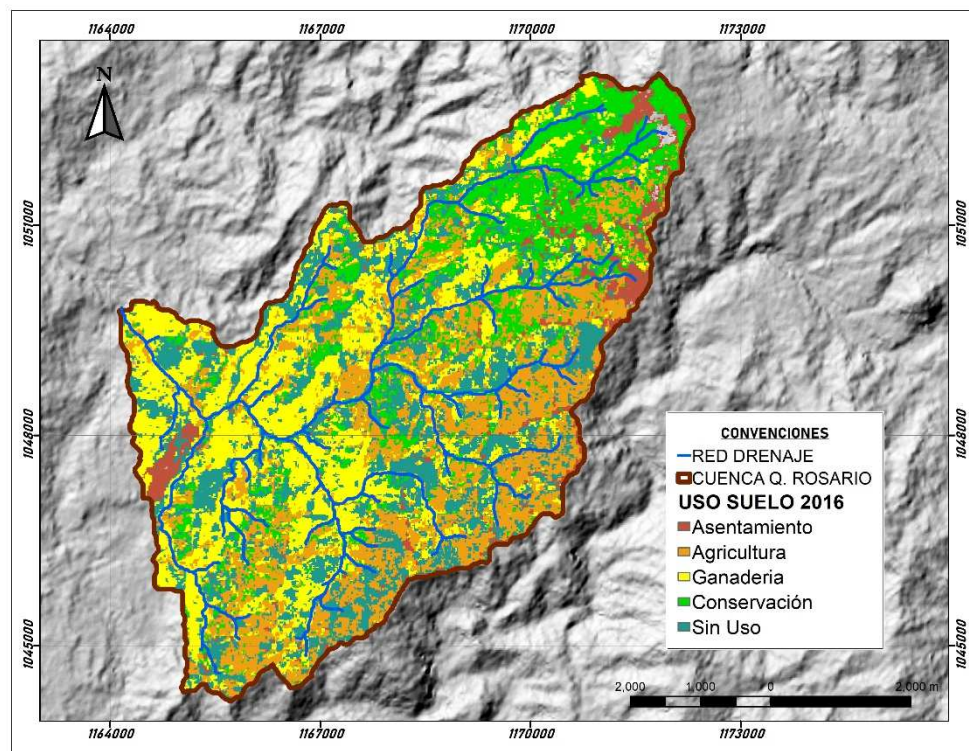 1164000 1167000 1170000 1173000
N
1051000 1051000
1048000 1048000
CONVENCIONES
RED DRENAJE
CUENCA Q. ROSARIO
USO SUELO 2016
Asentamiento
Agricultura
Ganaderia
Conservación
Sin Uso
1045000 1045000
2,000 1,000 0 2,000 m
1164000 1167000 1170000 1173000